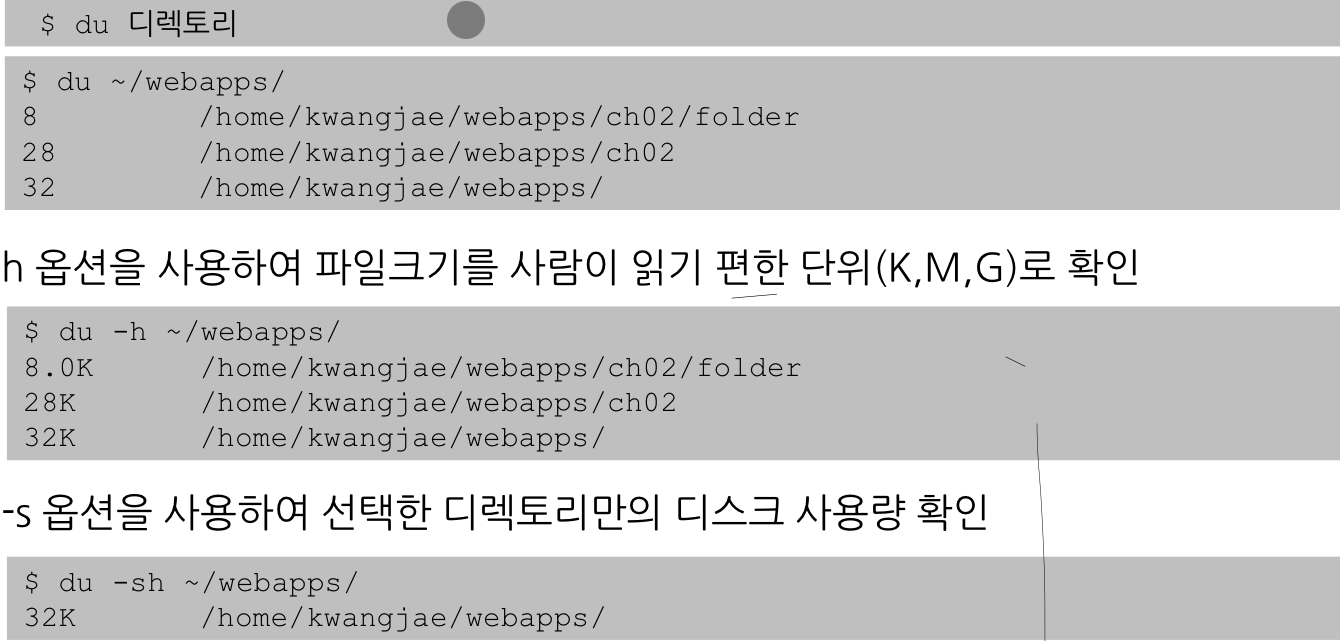 $ du 디렉토리
$ du ~/webapps/
8 /home/kwangjae/webapps/ch02/folder
28 /home/kwangjae/webapps/ch02
32 /home/kwangjae/webapps/
h 옵션을 사용하여 파일크기를 사람이 읽기 편한 단위(K,M,G)로 확인
$ du -h ~/webapps/
8.0K /home/kwangjae/webapps/ch02/folder
28K /home/kwangjae/webapps/ch02
32K /home/kwangjae/webapps/
-s 옵션을 사용하여 선택한 디렉토리만의 디스크 사용량 확인
$ du -sh ~/webapps/
32K /home/kwangjae/webapps/